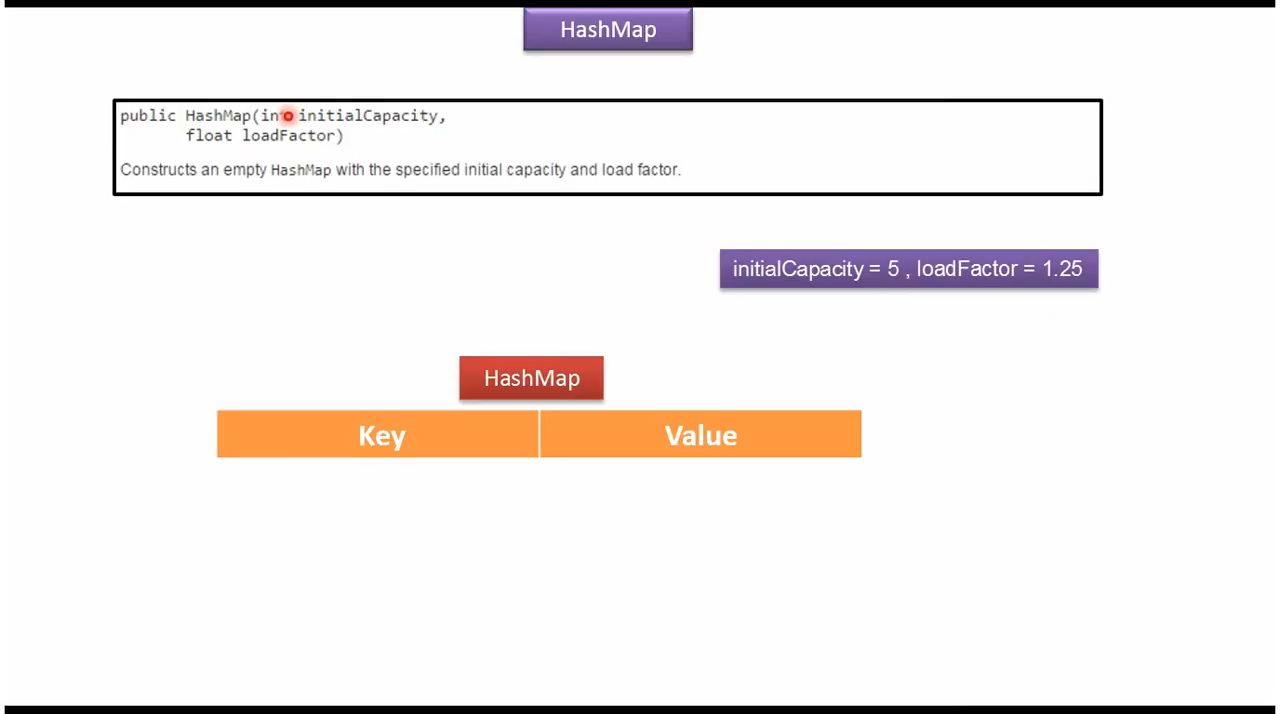 HashMap
public HashMap(int initialCapacity,
float loadFactor)
Constructs an empty HashMap with the specified initial capacity and load factor.
initialCapacity = 5 , loadFactor = 1.25
HashMap
Key Value